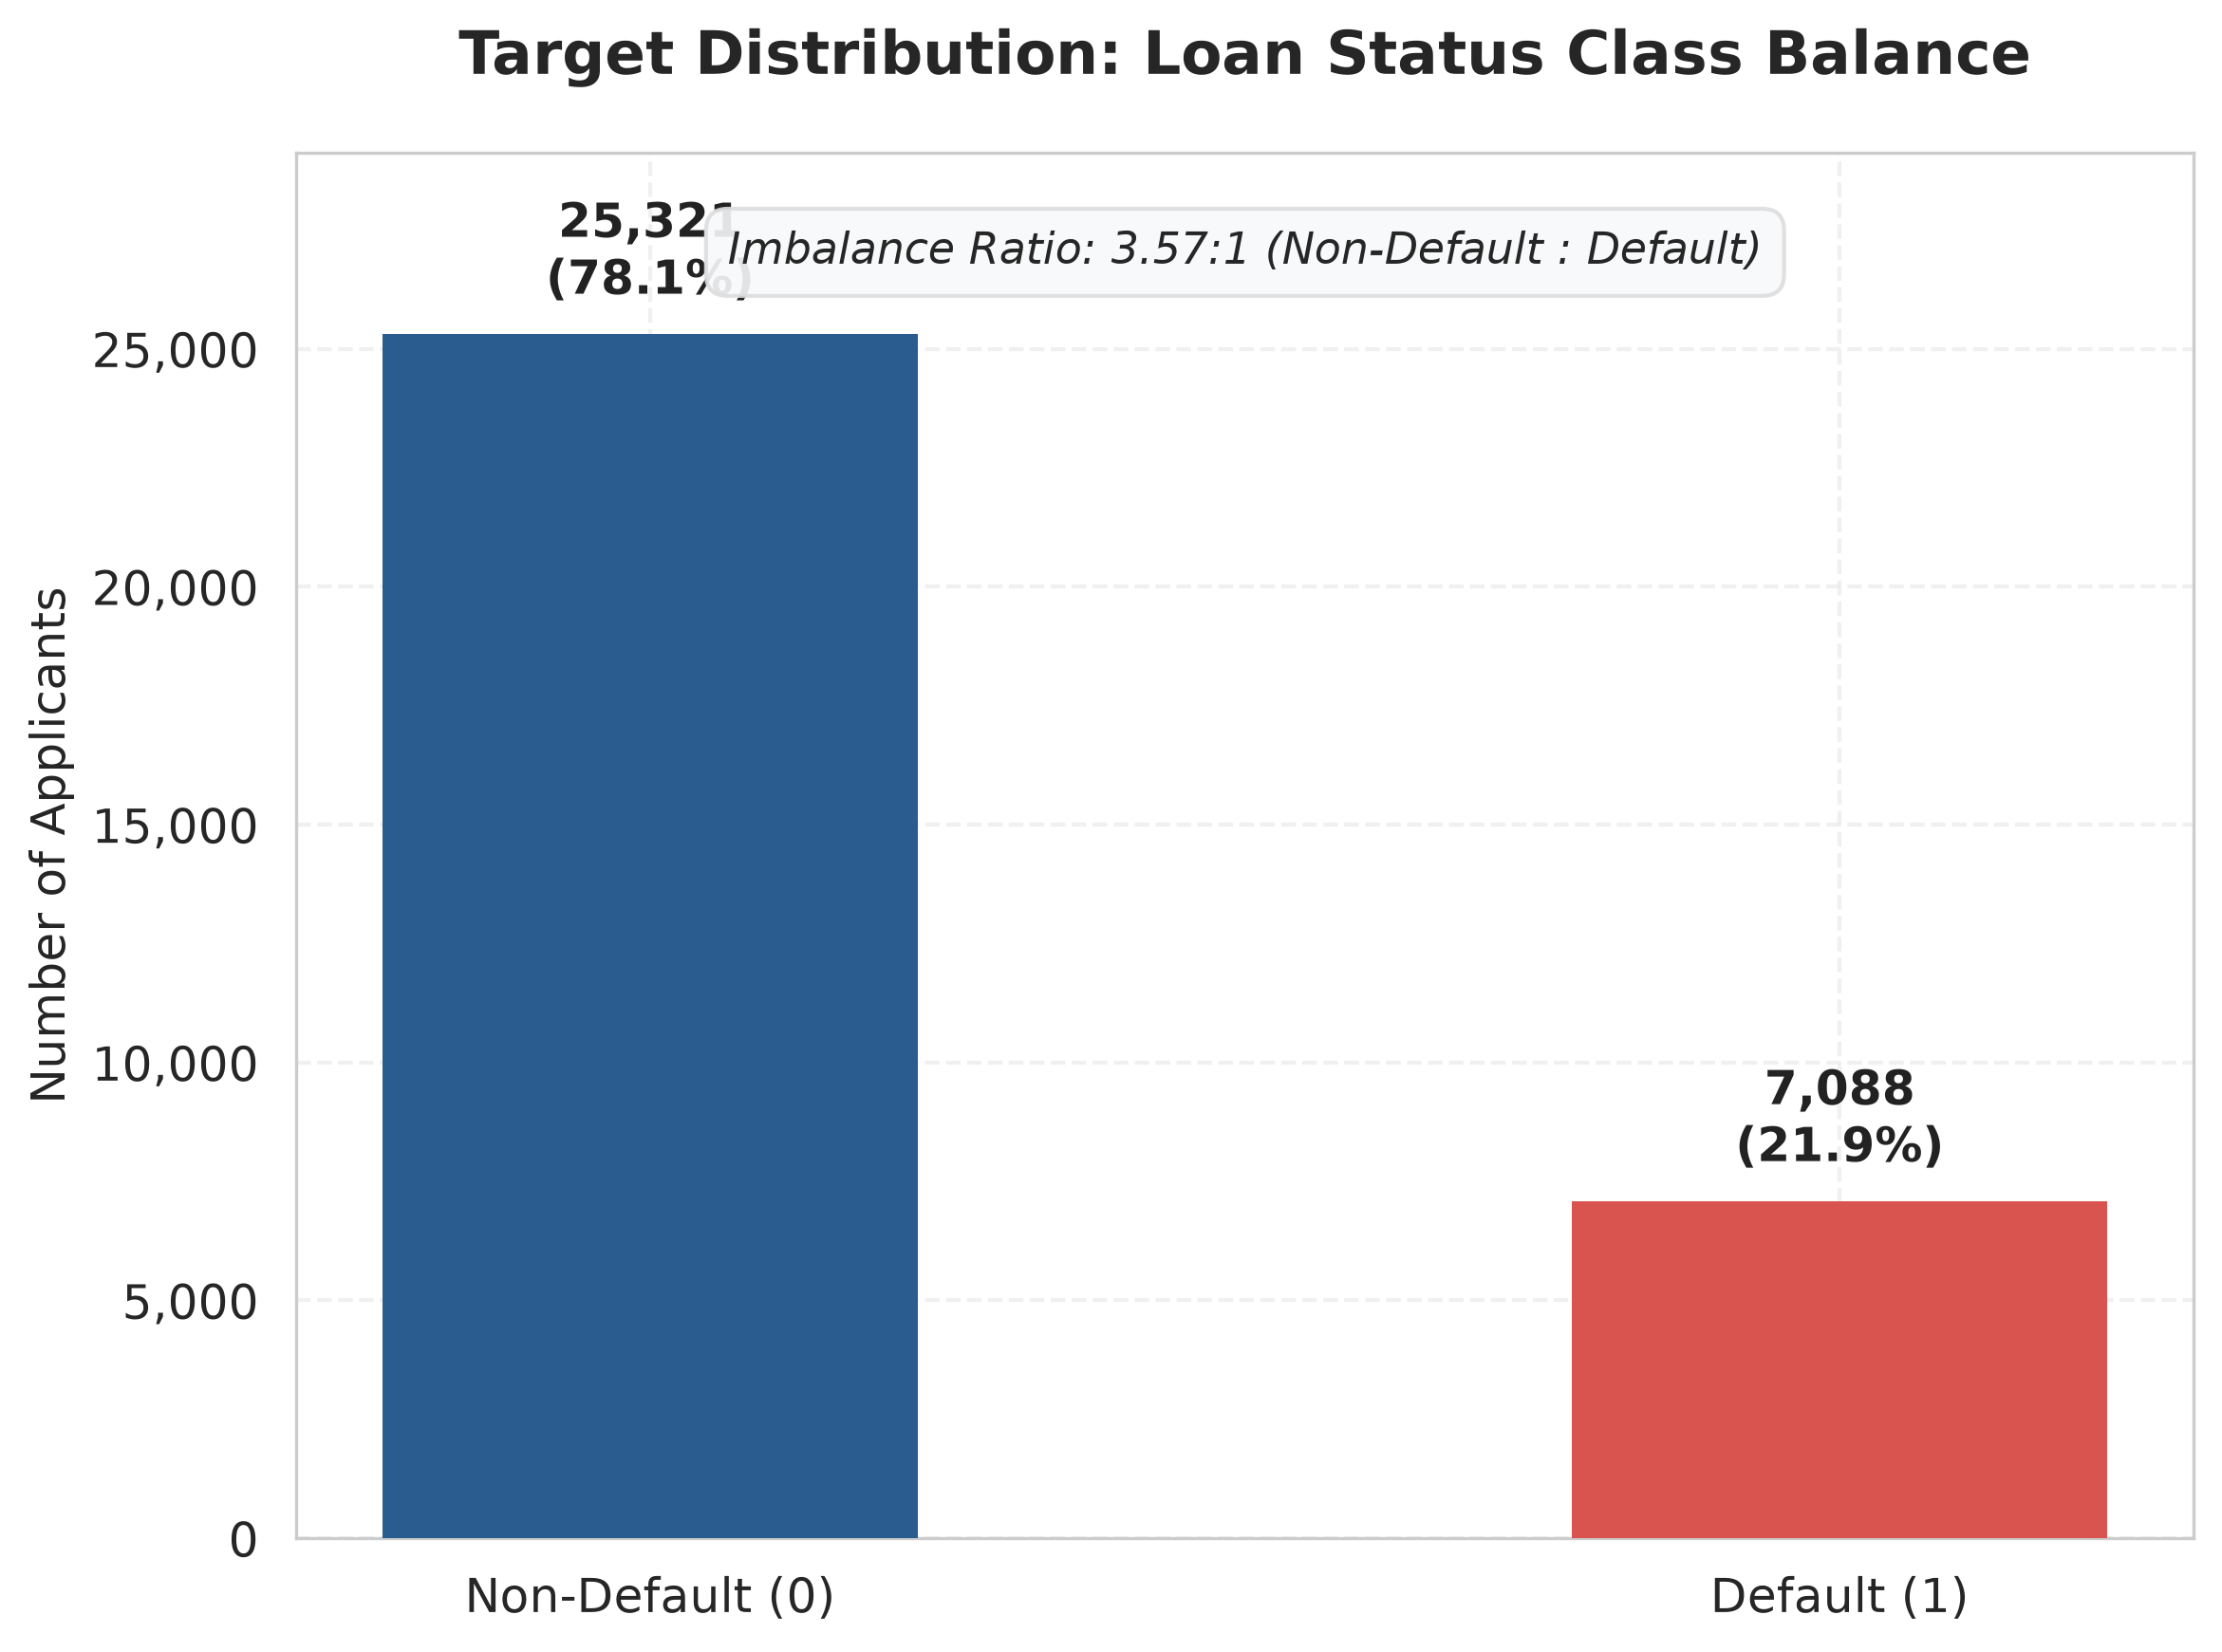 Target Distribution: Loan Status Class Balance
25,321
(78.1%)
Imbalance Ratio: 3.57:1 (Non-Default : Default)
Number of Applicants
25,000
20,000
15,000
10,000
5,000
0
7,088
(21.9%)
Non-Default (0)
Default (1)